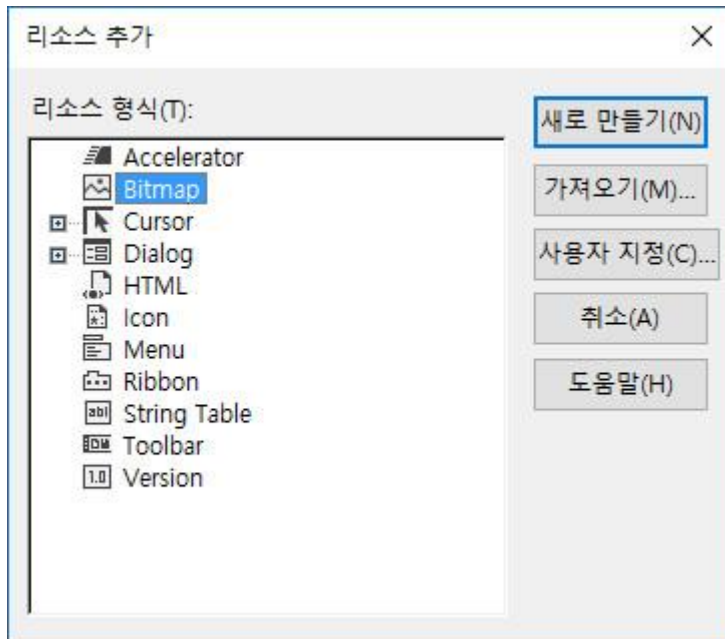 리소스 추가
리소스 형식(T):
Accelerator
Bitmap
Cursor
Dialog
HTML
Icon
Menu
Ribbon
String Table
Toolbar
Version
새로 만들기(N)
가져오기(M)...
사용자 지정(C)...
취소(A)
도움말(H)